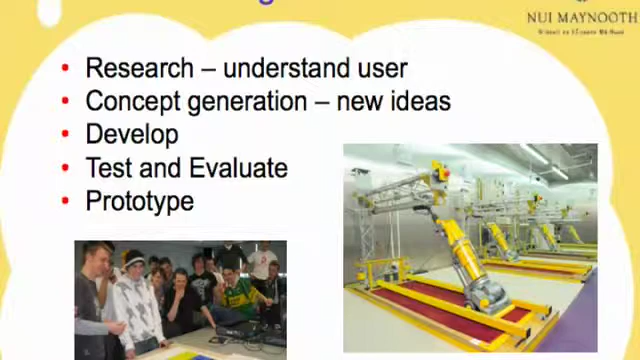 NUI MAYNOOTH
Research – understand user
Concept generation – new ideas
Develop
Test and Evaluate
Prototype